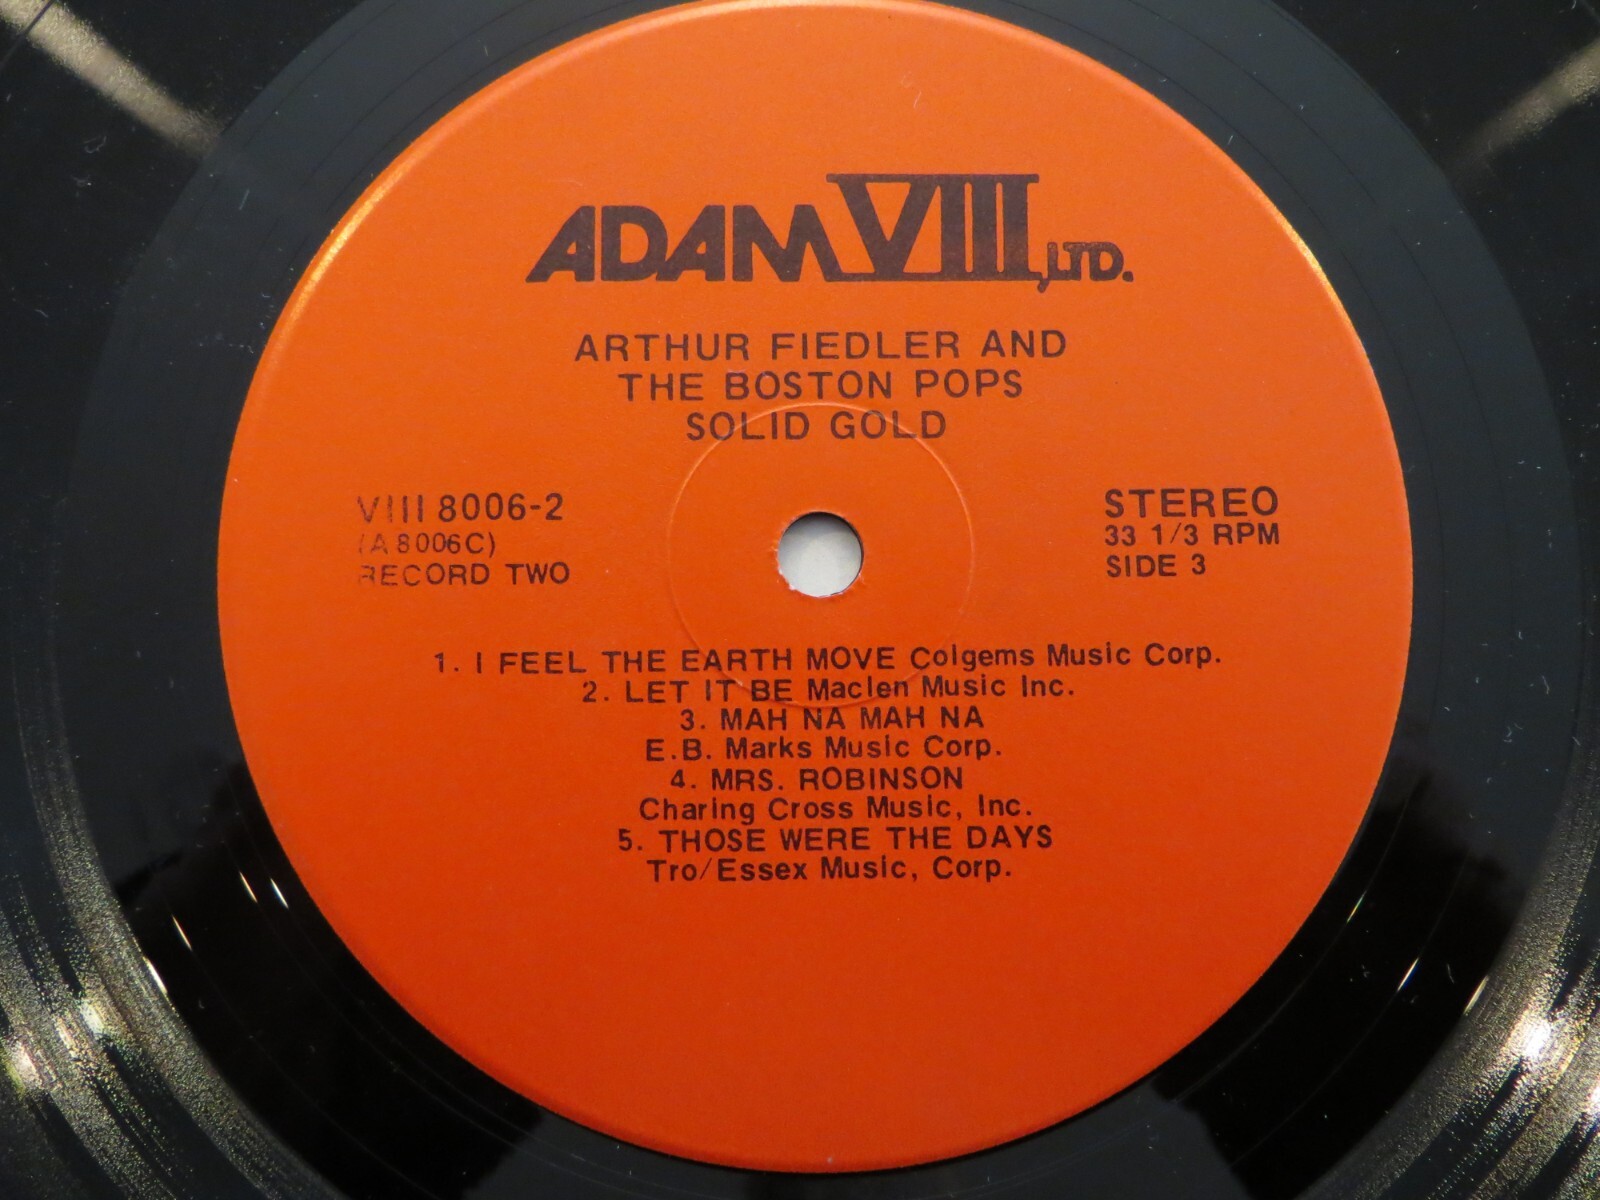 ADAM VIII, LTD.
ARTHUR FIEDLER AND
THE BOSTON POPS
SOLID GOLD
VIII 8006-2
(A 8006C)
RECORD TWO
STEREO
33 1/3 RPM
SIDE 3
1. I FEEL THE EARTH MOVE Colgems Music Corp.
2. LET IT BE Maclen Music Inc.
3. MAH NA MAH NA
E.B. Marks Music Corp.
4. MRS. ROBINSON
Charing Cross Music, Inc.
5. THOSE WERE THE DAYS
Tro/Essex Music, Corp.